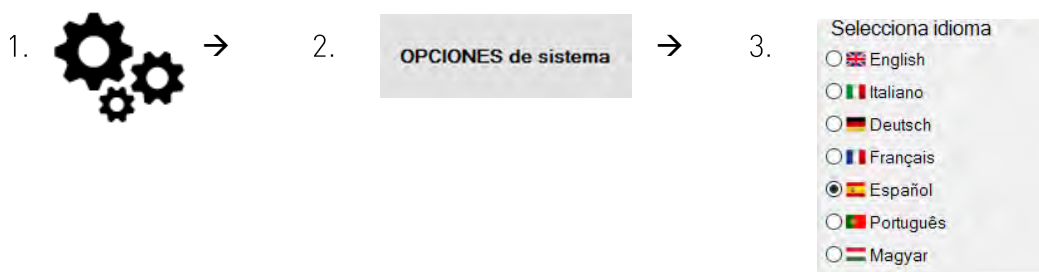 1. → 2. OPCIONES de sistema → 3. Selecciona idioma
English
Italiano
Deutsch
Français
Español
Português
Magyar